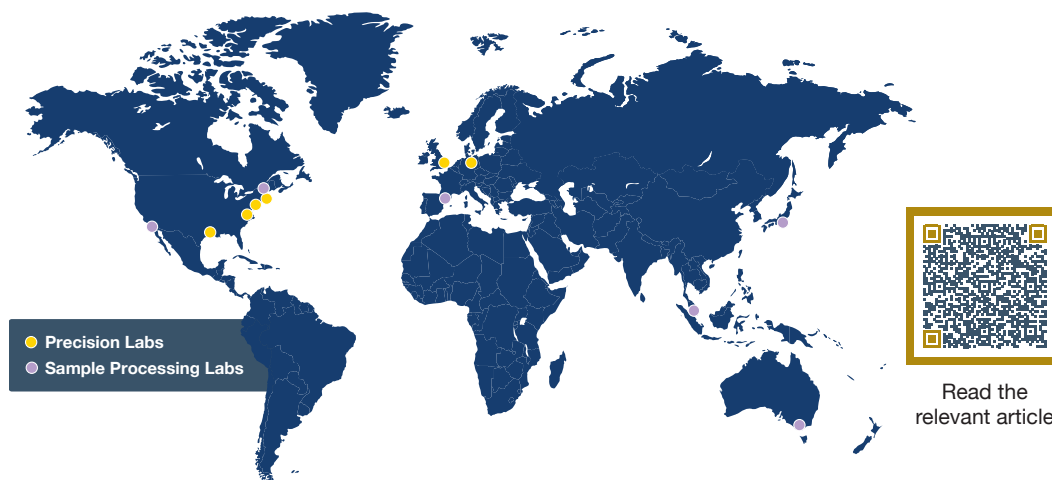 Precision Labs
Sample Processing Labs
Read the
relevant article